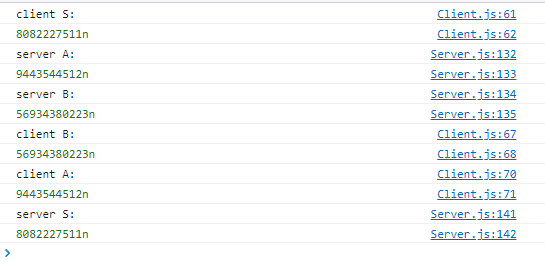 client S: Client.js:61
8082227511n Client.js:62
server A: Server.js:132
9443544512n Server.js:133
server B: Server.js:134
56934380223n Server.js:135
client B: Client.js:67
56934380223n Client.js:68
client A: Client.js:70
9443544512n Client.js:71
server S: Server.js:141
8082227511n Server.js:142